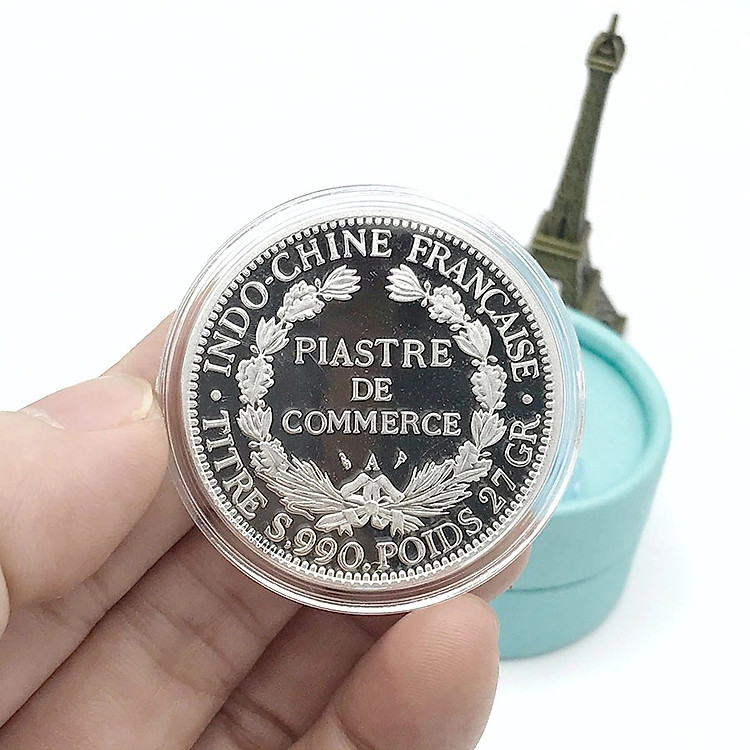 INDO-CHINE FRANÇAISE
PIASTRE
DE
COMMERCE
A
TITRE S,990. POIDS 27 GR.